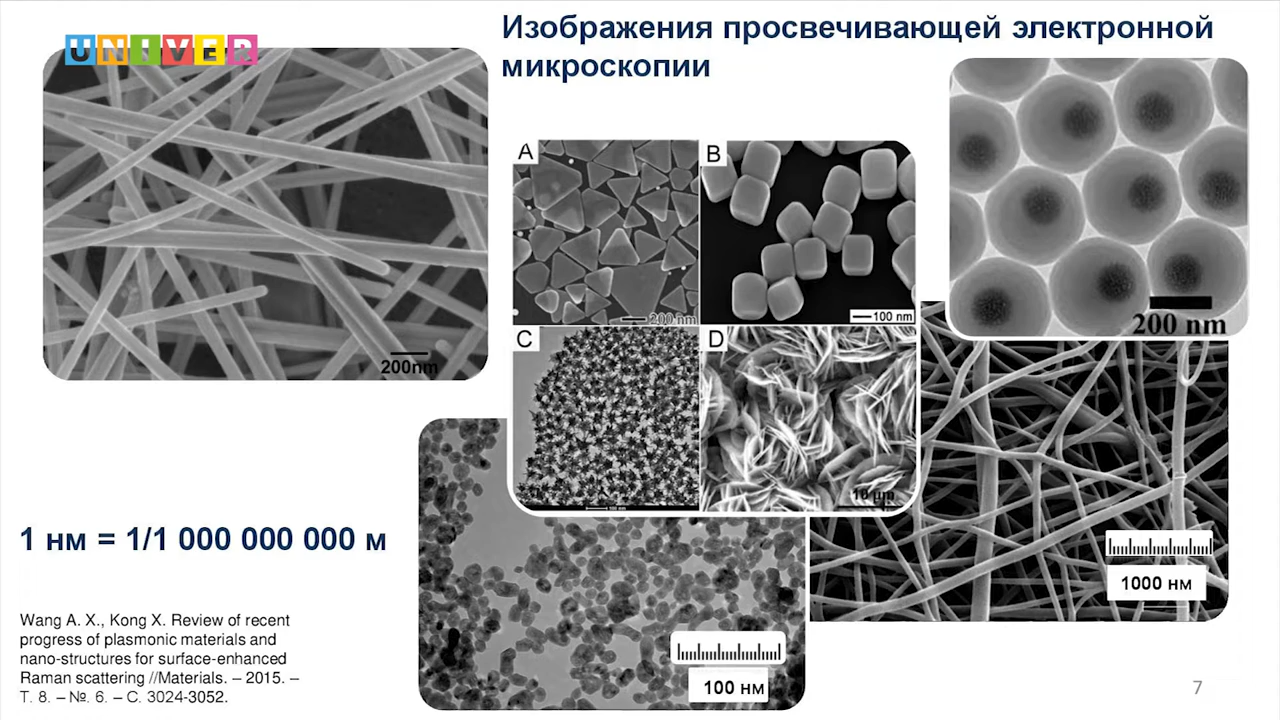 UNIVER
Изображения просвечивающей электронной
микроскопии
200nm
A
B
200 nm
100 nm
C
D
10 µm
200 nm
1000 нм
100 нм
1 нм = 1/1 000 000 000 м
Wang A. X., Kong X. Review of recent
progress of plasmonic materials and
nano-structures for surface-enhanced
Raman scattering //Materials. – 2015. –
Т. 8. – №. 6. – С. 3024-3052.
7